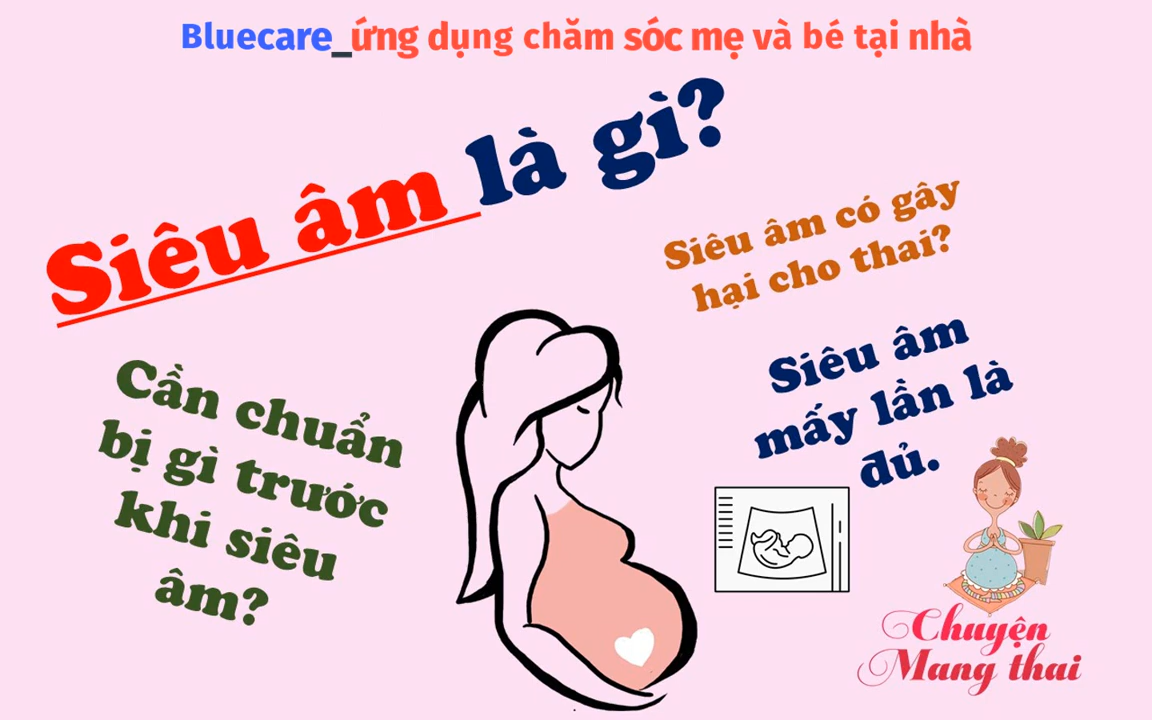 Bluecare_ứng dụng chăm sóc mẹ và bé tại nhà
Siêu âm là gì?
Siêu âm có gây
hại cho thai?
Siêu âm
mấy lần là
đủ.
Cần chuẩn
bị gì trước
khi siêu
âm?
Chuyện
Mang thai